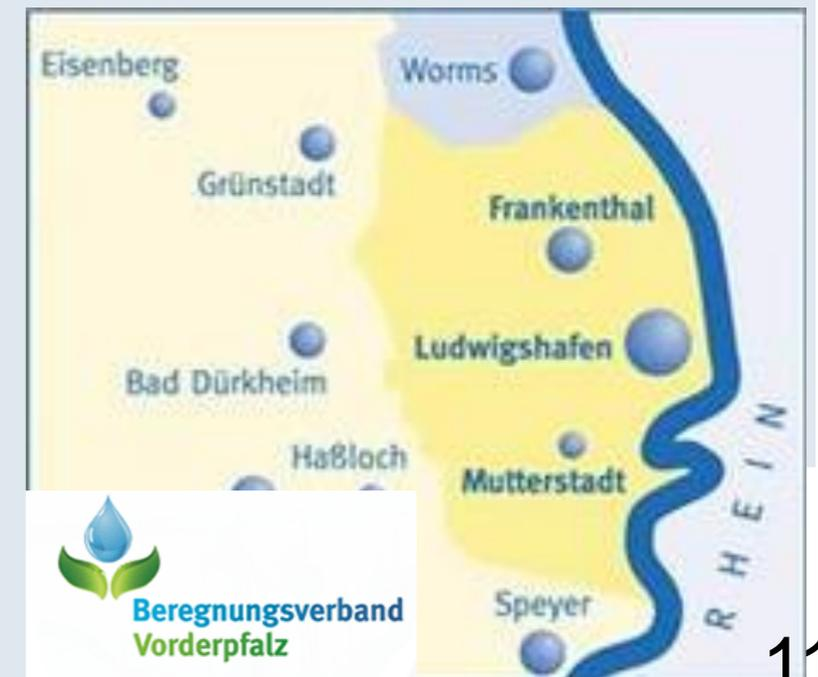 Eisenberg
Worms
Grünstadt
Frankenthal
Ludwigshafen
Bad Dürkheim
Haßloch
Mutterstadt
RHEIN
Speyer
Beregnungsverband
Vorderpfalz